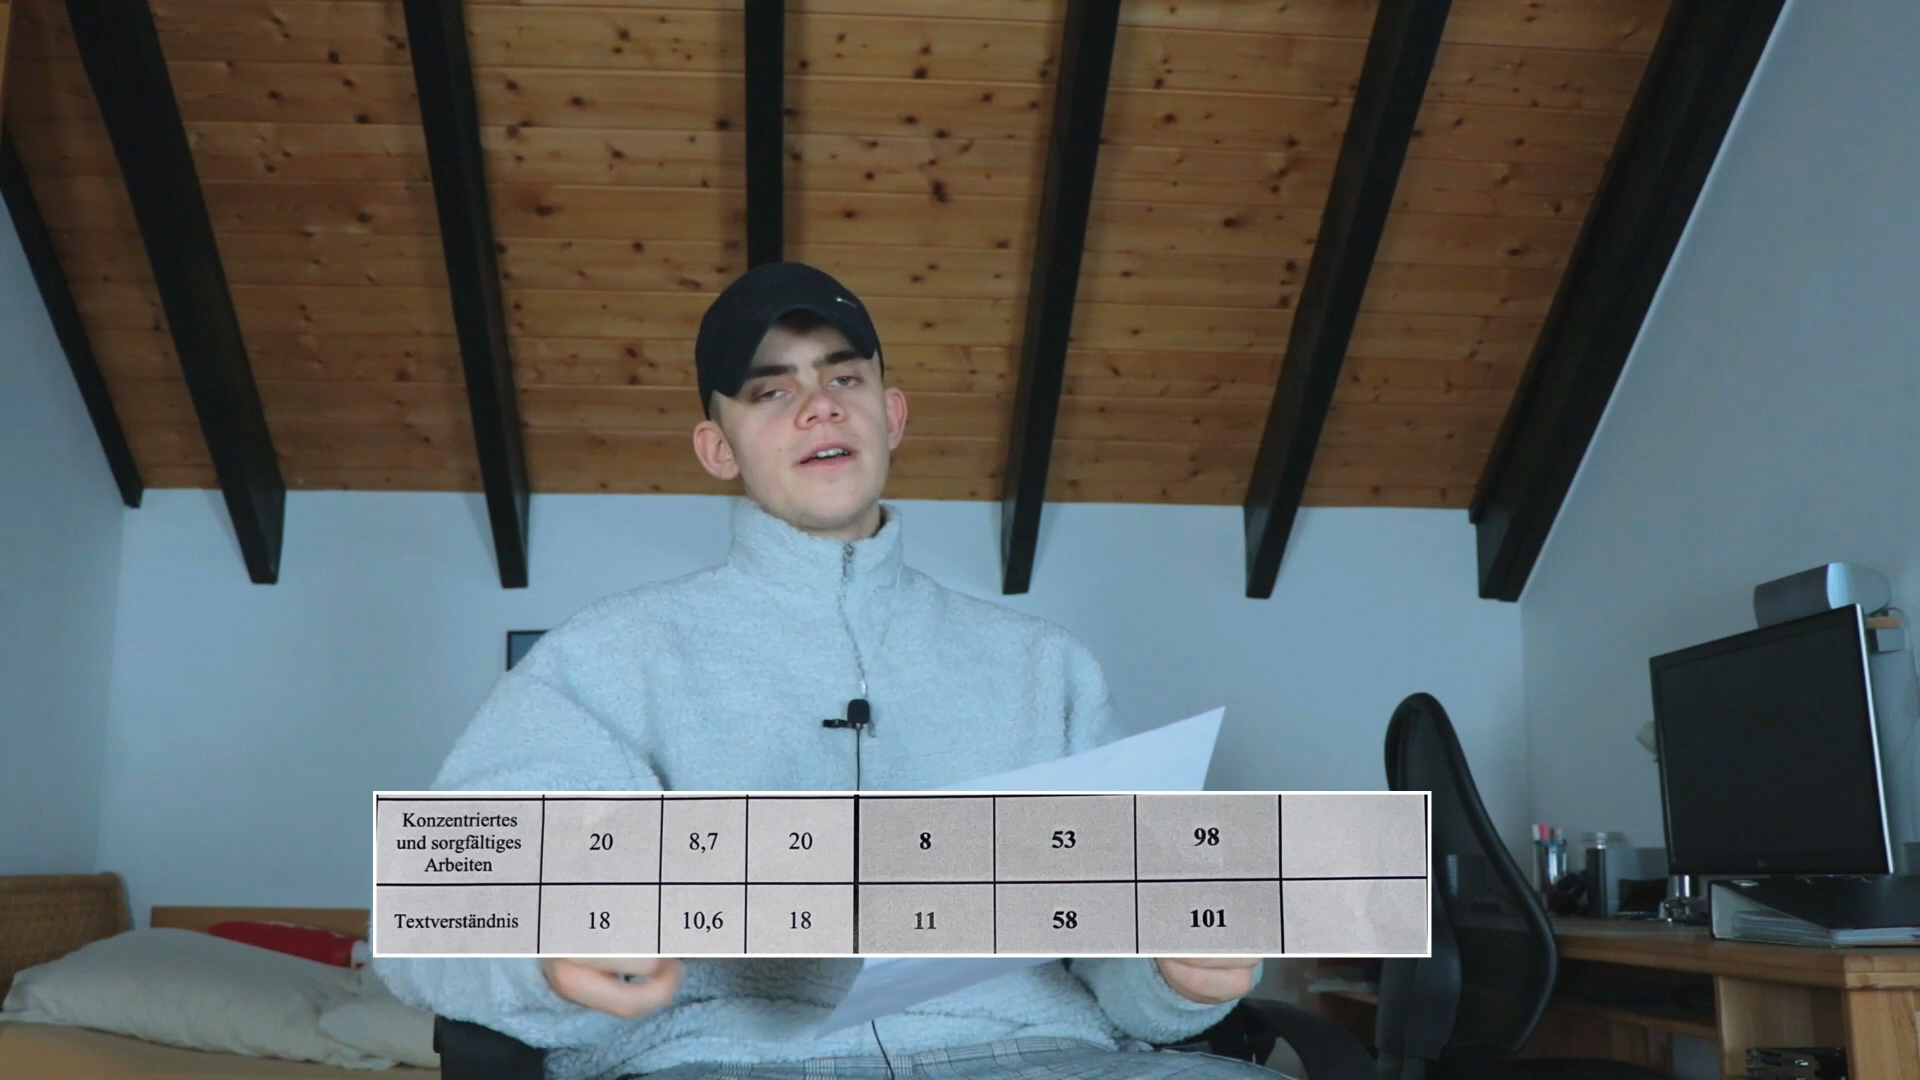 Konzentriertes
und sorgfältiges
Arbeiten
20 8,7 20 8 53 98
Textverständnis 18 10,6 18 11 58 101